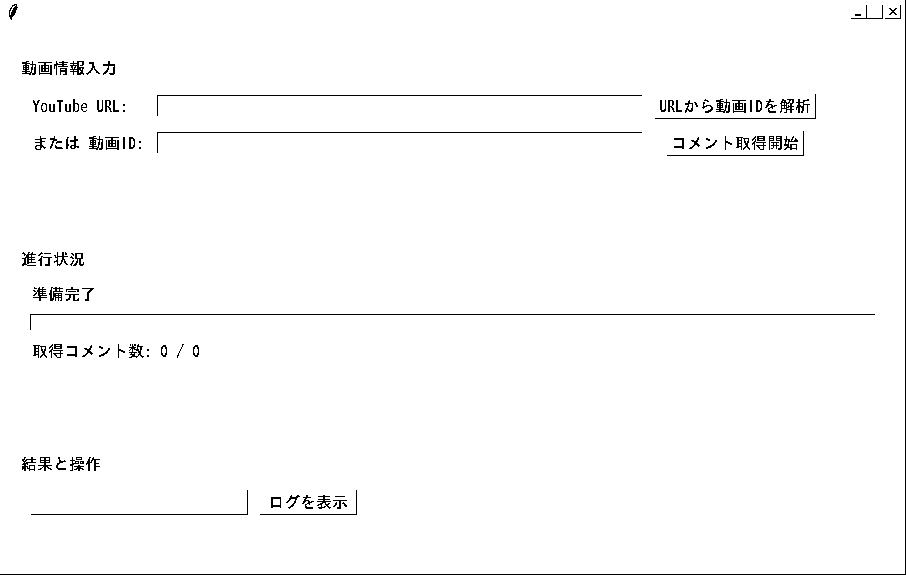 動画情報入力
YouTube URL: URLから動画IDを解析
または 動画ID: コメント取得開始
進行状況
準備完了
取得コメント数: 0 / 0
結果と操作
ログを表示